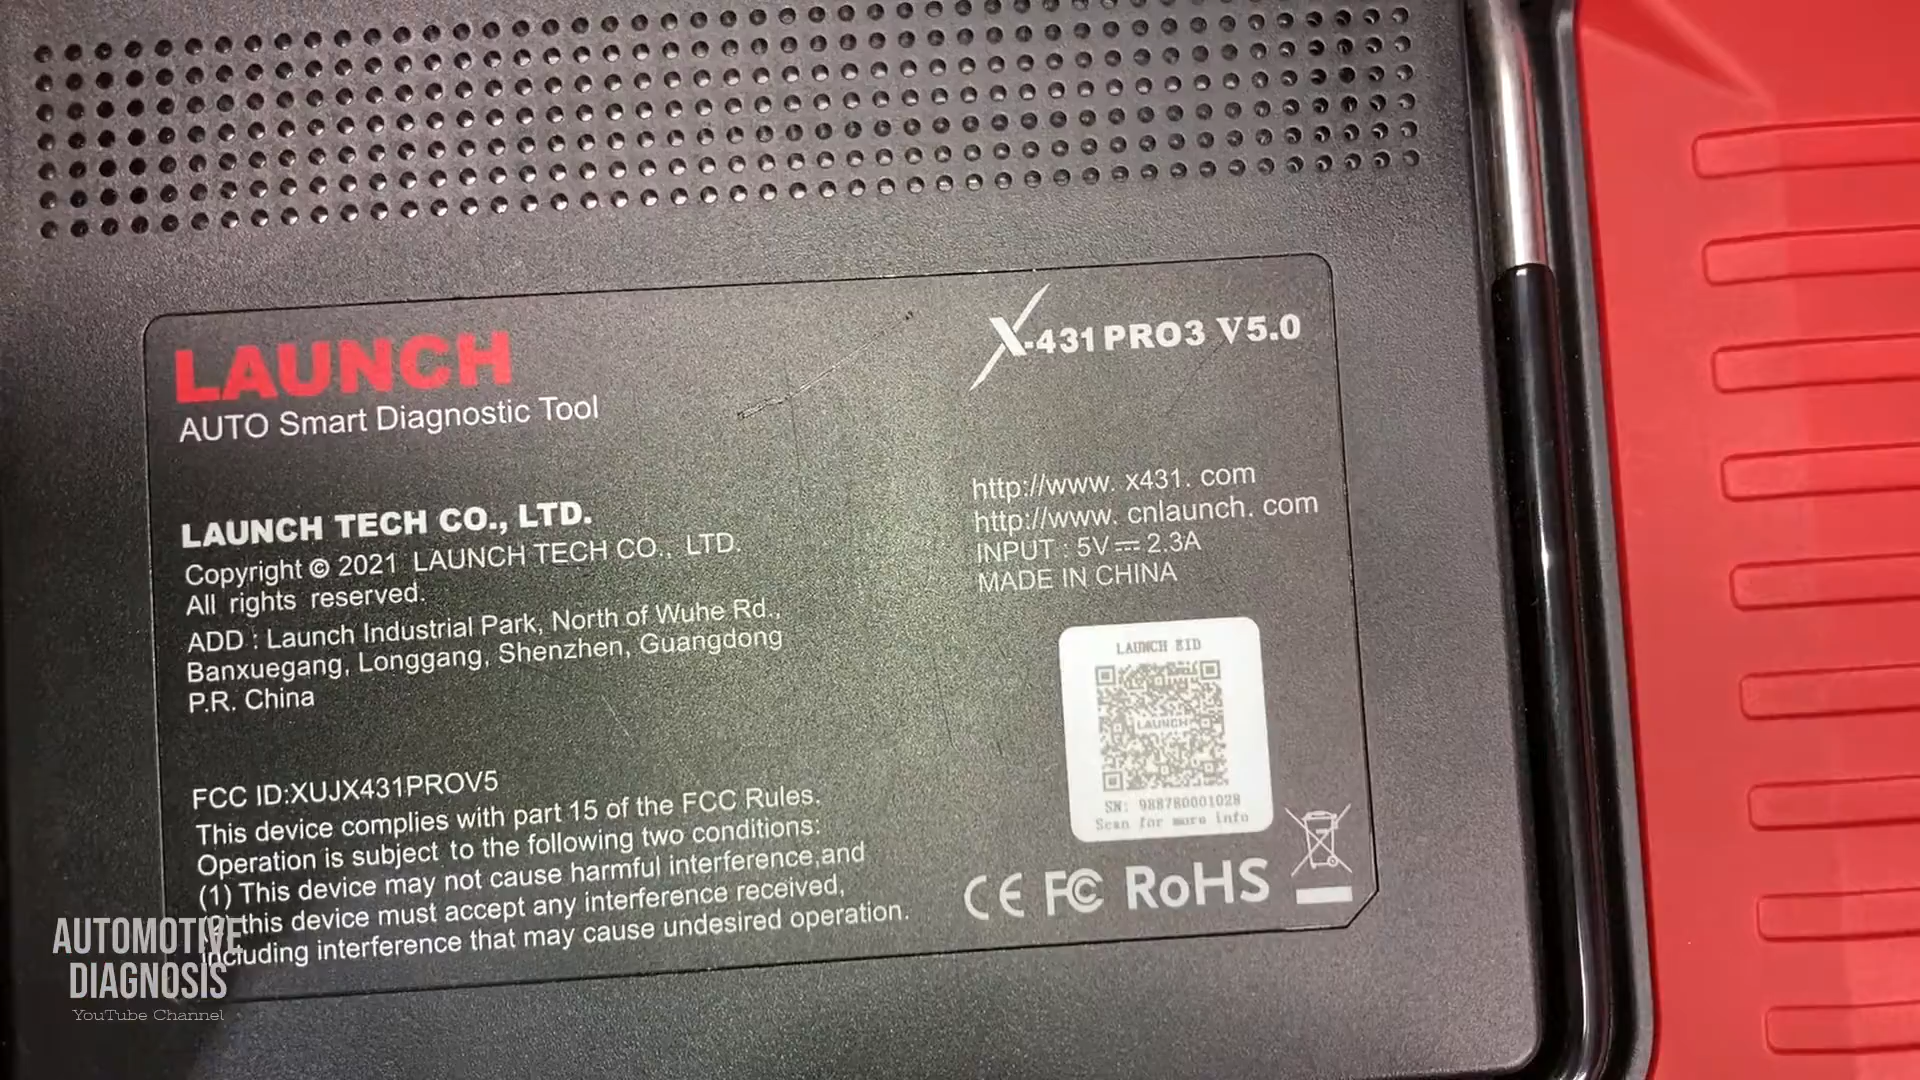 LAUNCH
AUTO Smart Diagnostic Tool
X-431 PRO3 V5.0
LAUNCH TECH CO., LTD.
Copyright © 2021 LAUNCH TECH CO., LTD.
All rights reserved.
ADD : Launch Industrial Park, North of Wuhe Rd.,
Banxuegang, Longgang, Shenzhen, Guangdong
P.R. China
http://www. x431. com
http://www. cnlaunch. com
INPUT : 5V⎓2.3A
MADE IN CHINA
LAUNCH EID
LAUNCH
SN: 988780001028
Scan for more info
FCC ID:XUJX431PROV5
This device complies with part 15 of the FCC Rules.
Operation is subject to the following two conditions:
(1) This device may not cause harmful interference,and
(2) this device must accept any interference received,
including interference that may cause undesired operation.
CE FC RoHS
AUTOMOTIVE
DIAGNOSIS
YouTube Channel